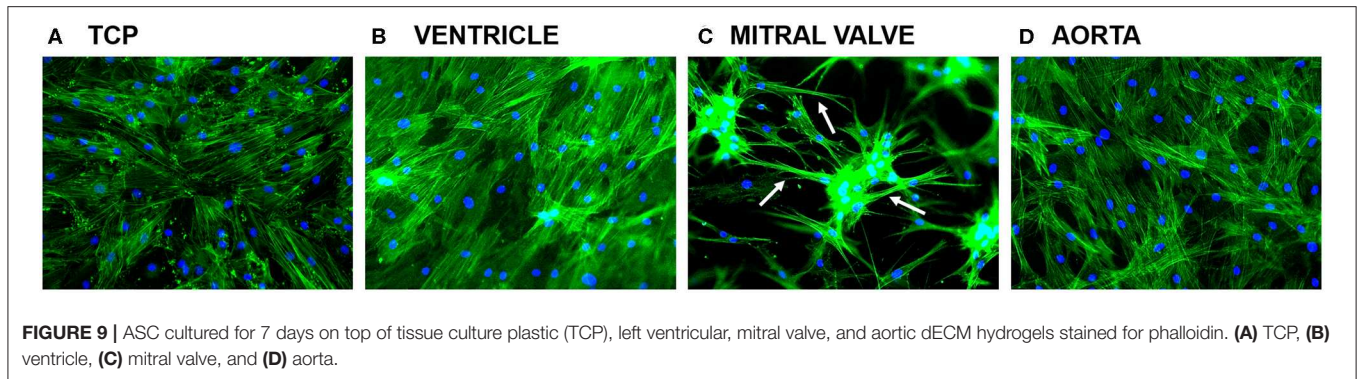 A TCP B VENTRICLE C MITRAL VALVE D AORTA
FIGURE 9 | ASC cultured for 7 days on top of tissue culture plastic (TCP), left ventricular, mitral valve, and aortic dECM hydrogels stained for phalloidin. (A) TCP, (B)
ventricle, (C) mitral valve, and (D) aorta.